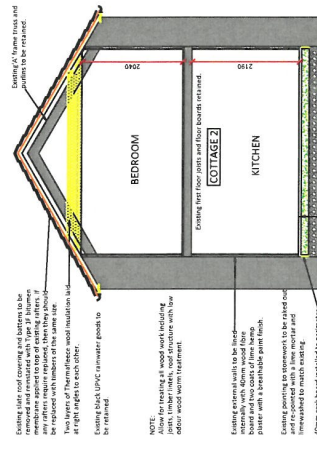 Existing 'A' frame truss and
purlins to be retained.
2040
2190
BEDROOM
Existing first floor joists and floor boards retained.
COTTAGE 2
KITCHEN
Existing slate roof covering and battens to be
removed and reinstated with Type 1F bitumen
membrane applied to top of existing rafters. If
any rafters require replaced, then they should
be replaced with timbers of the same size
Two layers of Thermafleece wool insulation laid
at right angles to each other.
Existing black UPVC rainwater goods to
be retained.
NOTE:
Allow for treating all wood work including
joists, timber lintels, roof structure with low
odour wood worm treatment.
Existing external walls to be lined
internally with 40mm wood fibre
board and two coats of lime hemp
plaster with a breathable paint finish.
Existing pointing to stonework to be raked out
and re-pointed with a lime mortar and
limewashed to match existing.